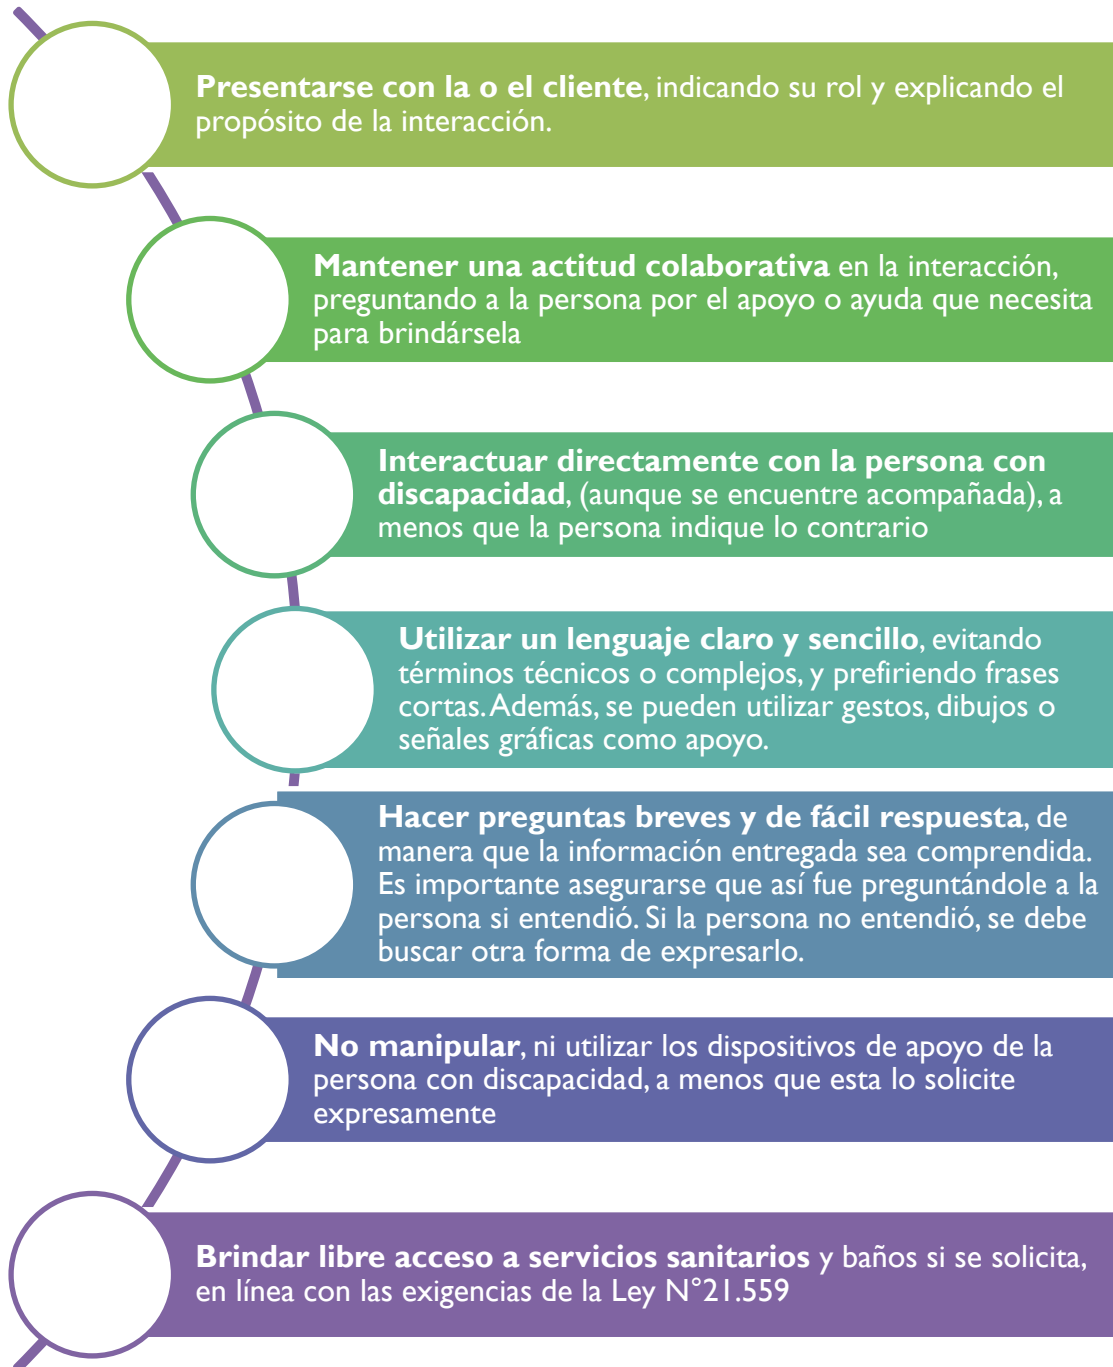 Presentarse con la o el cliente, indicando su rol y explicando el
propósito de la interacción.
Mantener una actitud colaborativa en la interacción,
preguntando a la persona por el apoyo o ayuda que necesita
para brindársela
Interactuar directamente con la persona con
discapacidad, (aunque se encuentre acompañada), a
menos que la persona indique lo contrario
Utilizar un lenguaje claro y sencillo, evitando
términos técnicos o complejos, y prefiriendo frases
cortas. Además, se pueden utilizar gestos, dibujos o
señales gráficas como apoyo.
Hacer preguntas breves y de fácil respuesta, de
manera que la información entregada sea comprendida.
Es importante asegurarse que así fue preguntándole a la
persona si entendió. Si la persona no entendió, se debe
buscar otra forma de expresarlo.
No manipular, ni utilizar los dispositivos de apoyo de la
persona con discapacidad, a menos que esta lo solicite
expresamente
Brindar libre acceso a servicios sanitarios y baños si se solicita,
en línea con las exigencias de la Ley N°21.559